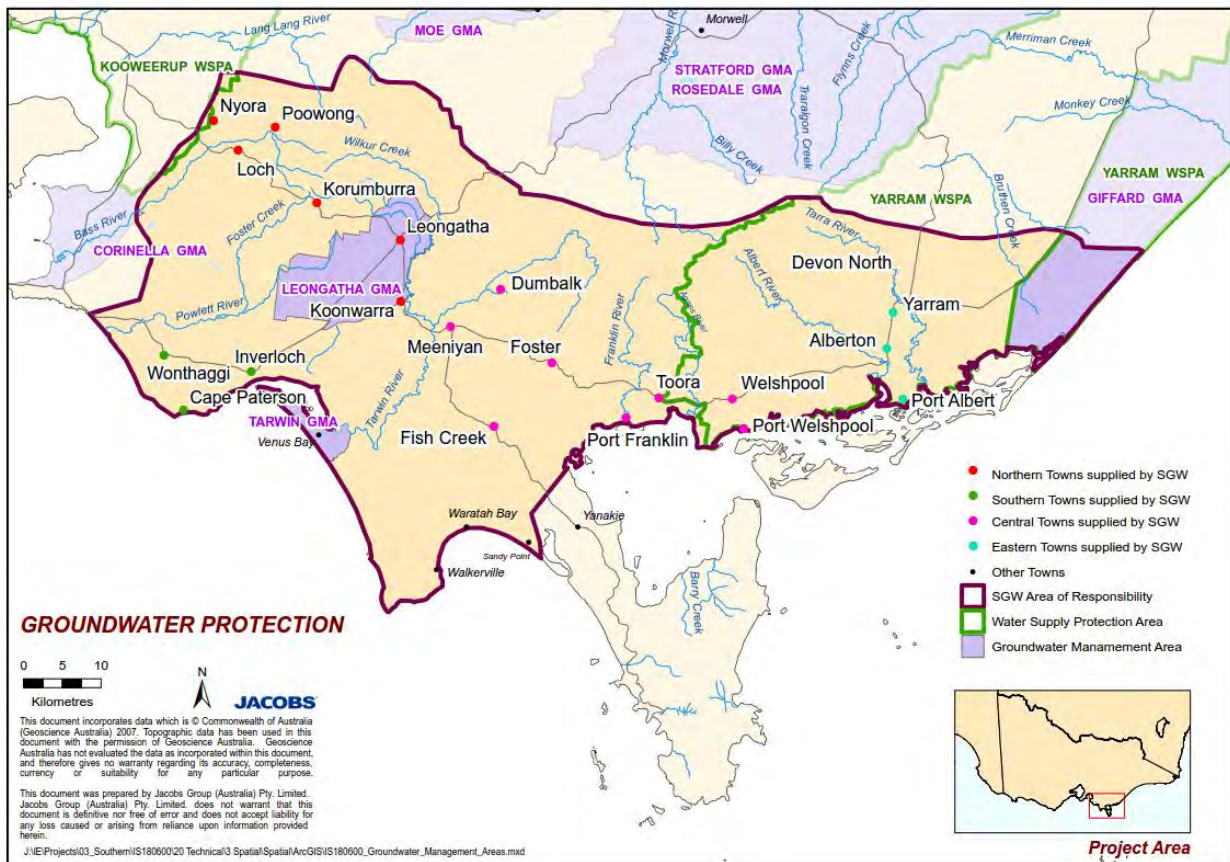 Lang Lang River
MOE GMA
Morwell
Morwell R
Flynns Creek
Merriman Creek
KOOWEERUP WSPA
STRATFORD GMA
ROSEDALE GMA
Traralgon Creek
Monkey Creek
Nyora
Poowong
Wilkur Creek
Loch
Billy Creek
Korumburra
Foster Creek
Bass River
YARRAM WSPA
Bruthen Creek
YARRAM WSPA
GIFFARD GMA
Leongatha
CORINELLA GMA
Tarra River
Albert River
Devon North
LEONGATHA GMA
Dumbalk
Powlett River
Koonwarra
Franklin River
Agnes River
Yarram
Meeniyan
Foster
Alberton
Inverloch
Wonthaggi
Toora
Welshpool
Cape Paterson
Tarwin River
Port Albert
TARWIN GMA
Venus Bay
Fish Creek
Port Franklin
Port Welshpool
Waratah Bay
Yanakie
Sandy Point
Walkerville
Barry Creek
Northern Towns supplied by SGW
Southern Towns supplied by SGW
Central Towns supplied by SGW
Eastern Towns supplied by SGW
Other Towns
SGW Area of Responsibility
Water Supply Protection Area
Groundwater Manamement Area
GROUNDWATER PROTECTION
0 5 10
Kilometres
N
JACOBS
This document incorporates data which is © Commonwealth of Australia
(Geoscience Australia) 2007. Topographic data has been used in this
document with the permission of Geoscience Australia. Geoscience
Australia has not evaluated the data as incorporated within this document,
and therefore gives no warranty regarding its accuracy, completeness,
currency or suitability for any particular purpose.
This document was prepared by Jacobs Group (Australia) Pty. Limited.
Jacobs Group (Australia) Pty. Limited. does not warrant that this
document is definitive nor free of error and does not accept liability for
any loss caused or arising from reliance upon information provided
herein.
J:\IE\Projects\03_Southern\IS180600\20 Technical\3 Spatial\Spatial\ArcGIS\IS180600_Groundwater_Management_Areas.mxd
Project Area